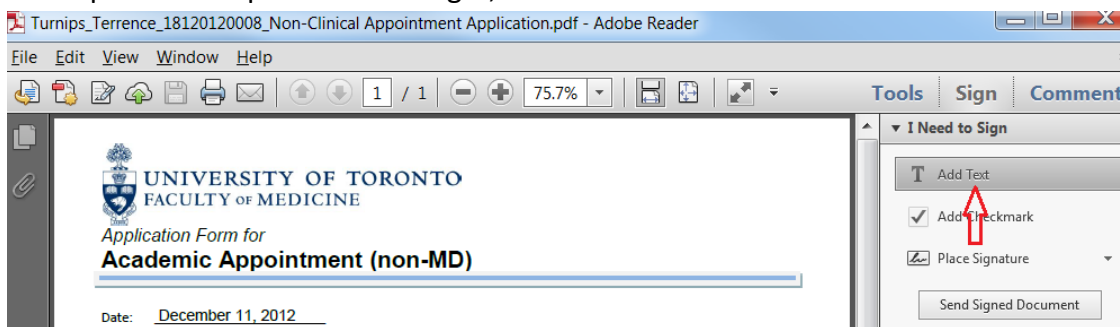 Turnips_Terrence_18120120008_Non-Clinical Appointment Application.pdf - Adobe Reader
File Edit View Window Help
1 / 1 75.7% Tools Sign Comment
I Need to Sign
T Add Text
Add Checkmark
Place Signature
Send Signed Document
UNIVERSITY OF TORONTO
FACULTY OF MEDICINE
Application Form for
Academic Appointment (non-MD)
Date: December 11, 2012